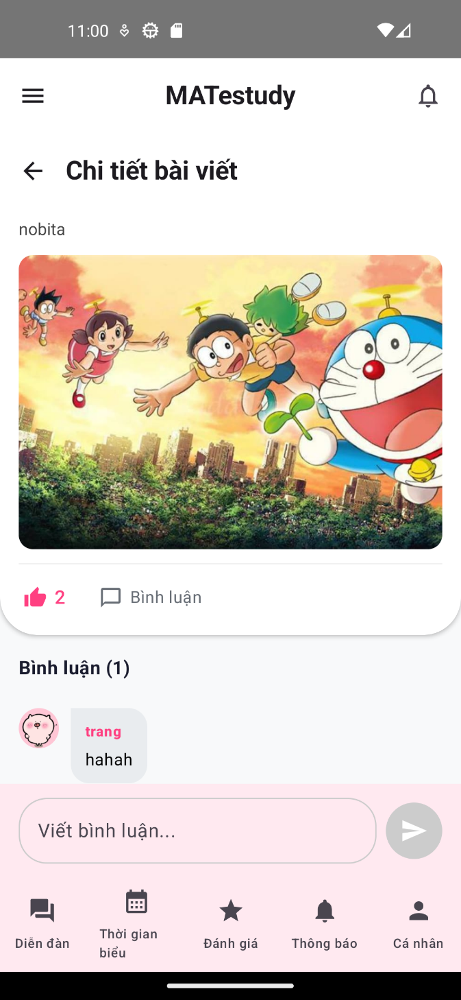 11:00
MATestudy
Chi tiết bài viết
nobita
2
Bình luận
Bình luận (1)
trang
hahah
Viết bình luận...
Diễn đàn
Thời gian
biểu
Đánh giá
Thông báo
Cá nhân